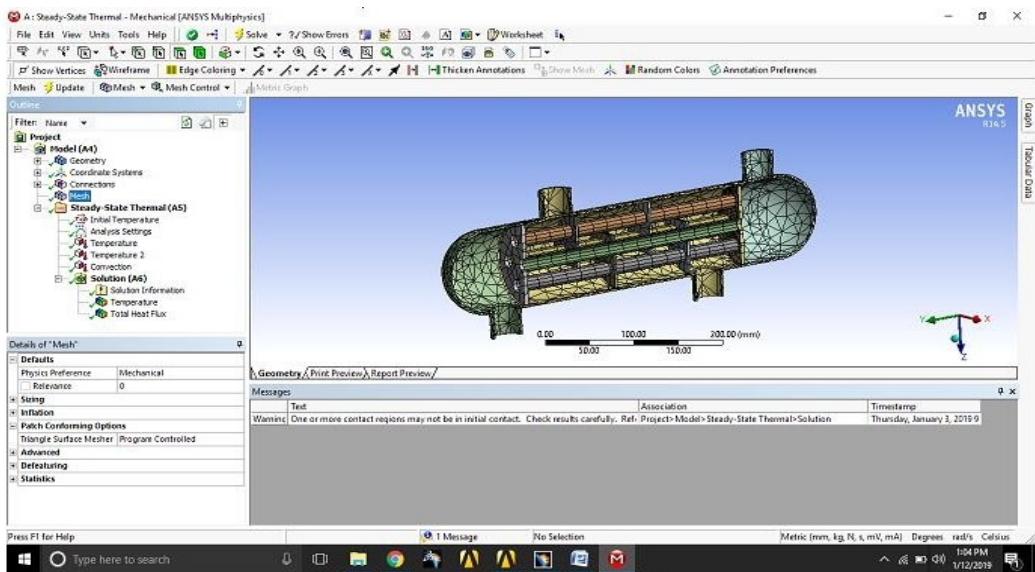 A : Steady-State Thermal - Mechanical [ANSYS Multiphysics]
File Edit View Units Tools Help Solve ?/ Show Errors Worksheet
Show Vertices Wireframe Edge Coloring Thicken Annotations Show Mesh Random Colors Annotation Preferences
Mesh Update Mesh Mesh Control Metric Graph
Outline
Filter: Name
Project
Model (A4)
Geometry
Coordinate Systems
Connections
Mesh
Steady-State Thermal (A5)
Initial Temperature
Analysis Settings
Temperature
Temperature 2
Convection
Solution (A6)
Solution Information
Temperature
Total Heat Flux
Details of "Mesh"
Defaults
Physics Preference Mechanical
Relevance 0
Sizing
Inflation
Patch Conforming Options
Triangle Surface Mesher Program Controlled
Advanced
Defeaturing
Statistics
ANSYS
R14.5
0.00 100.00 200.00 (mm)
50.00 150.00
Y X
Z
Geometry Print Preview Report Preview
Graph
Tabular Data
Messages
Text Association Timestamp
Warning One or more contact regions may not be in initial contact. Check results carefully. Ref Project>Model>Steady-State Thermal>Solution Thursday, January 3, 2019 9
Press F1 for Help 1 Message No Selection Metric (mm, kg, N, s, mV, mA) Degrees rad/s Celsius
Type here to search
1:04 PM
1/12/2019